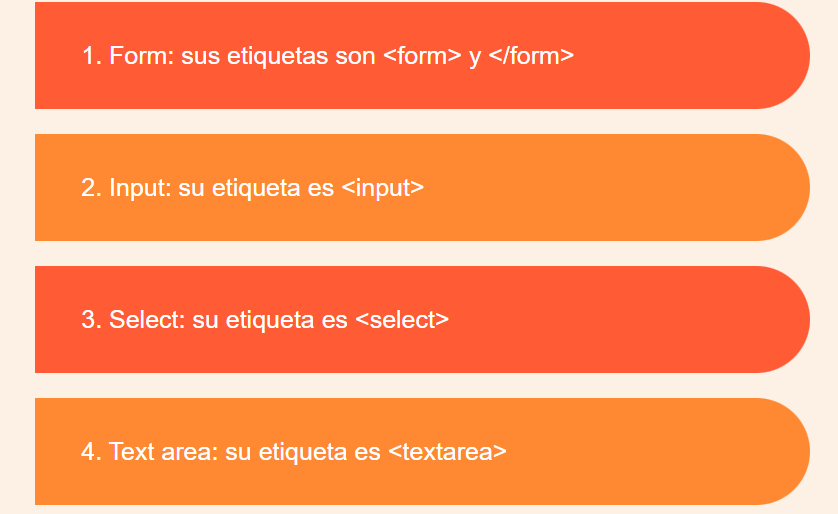 1. Form: sus etiquetas son <form> y </form>
2. Input: su etiqueta es <input>
3. Select: su etiqueta es <select>
4. Text area: su etiqueta es <textarea>